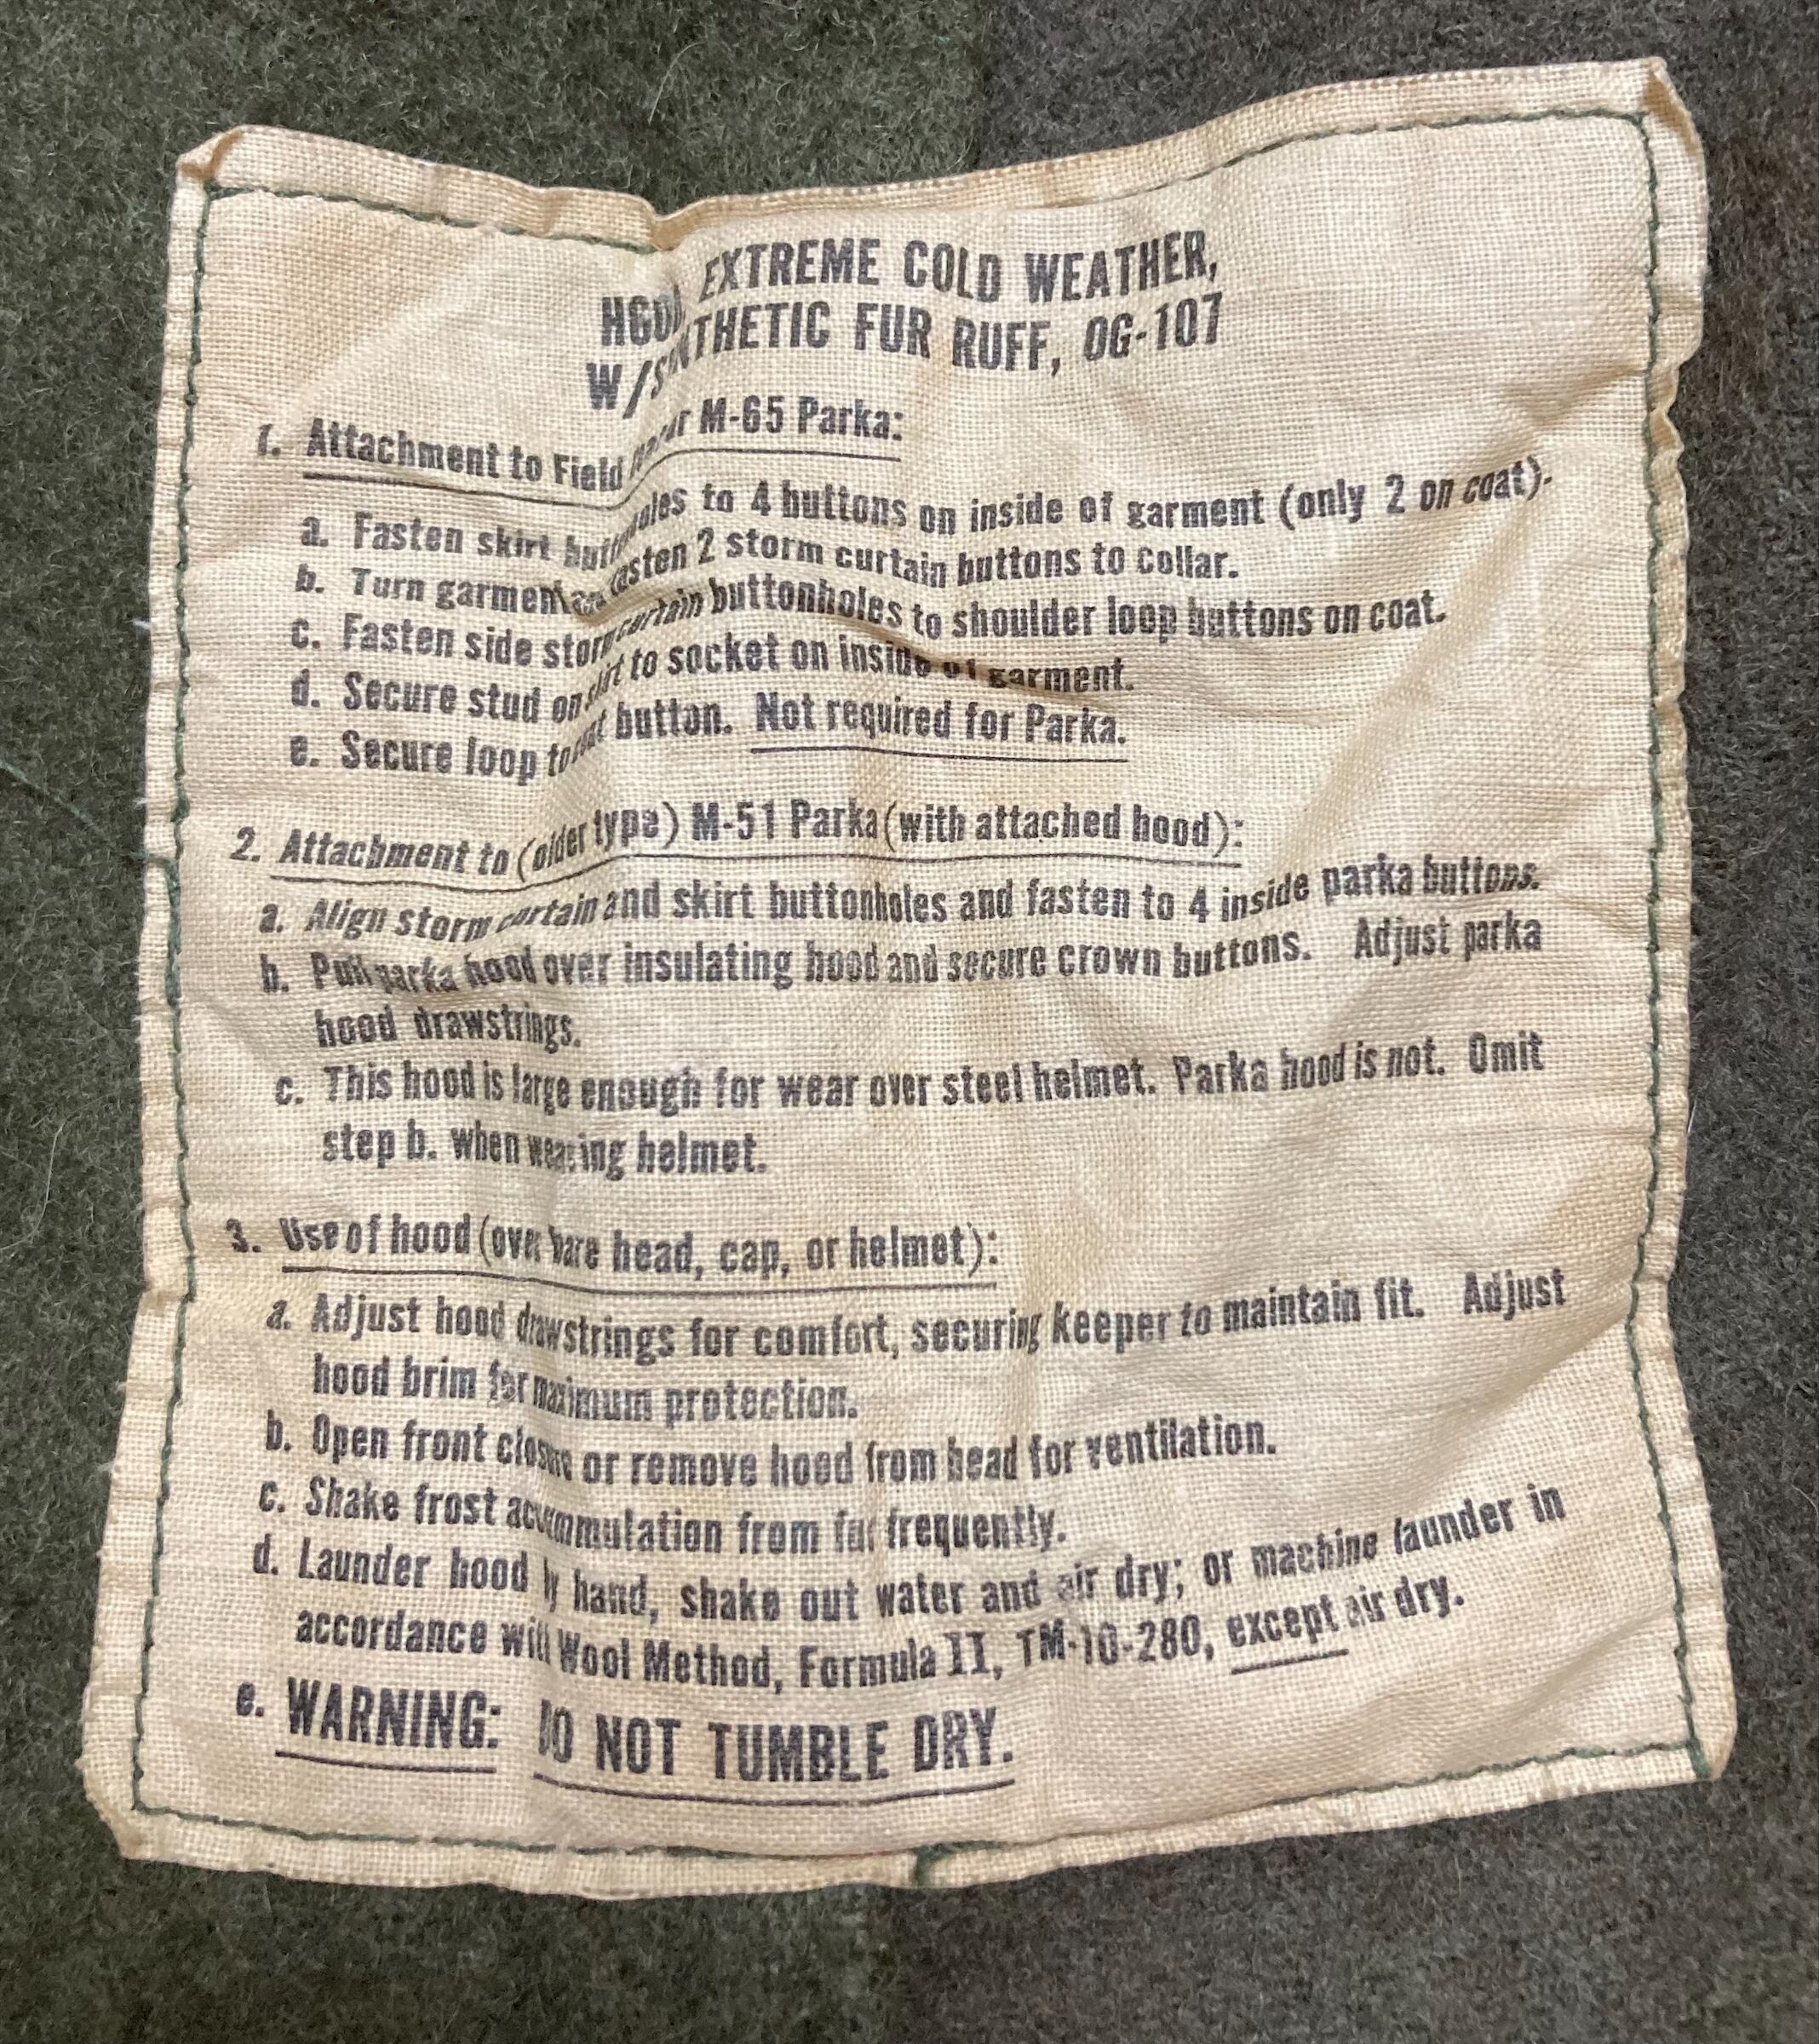 HOOD, EXTREME COLD WEATHER,
W/SYNTHETIC FUR RUFF, OG-107
1. Attachment to Field M-65 Parka:
a. Fasten skirt buttonholes to 4 buttons on inside of garment (only 2 on coat).
b. Turn garment fasten 2 storm curtain buttons to collar.
c. Fasten side storm curtain buttonholes to shoulder loop buttons on coat.
d. Secure stud on skirt to socket on inside of garment.
e. Secure loop to coat button. Not required for Parka.
2. Attachment to (older type) M-51 Parka (with attached hood):
a. Align storm curtain and skirt buttonholes and fasten to 4 inside parka buttons.
b. Pull parka hood over insulating hood and secure crown buttons. Adjust parka
hood drawstrings.
c. This hood is large enough for wear over steel helmet. Parka hood is not. Omit
step b. when wearing helmet.
3. Use of hood (over bare head, cap, or helmet):
a. Adjust hood drawstrings for comfort, securing keeper to maintain fit. Adjust
hood brim for maximum protection.
b. Open front closure or remove hood from head for ventilation.
c. Shake frost accummulation from fur frequently.
d. Launder hood by hand, shake out water and air dry; or machine launder in
accordance with Wool Method, Formula II, TM-10-280, except air dry.
e. WARNING: DO NOT TUMBLE DRY.